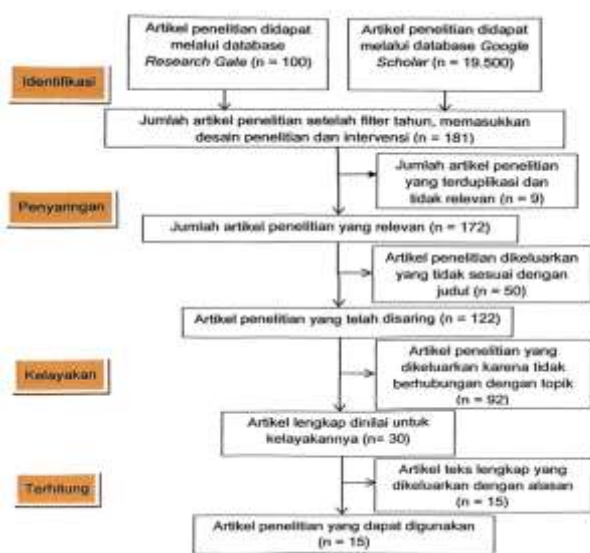 Artikel penelitian didapat
melalui database
Research Gate (n = 100)
Artikel penelitian didapat
melalui database Google
Scholar (n = 19.500)
Identifikasi
Jumlah artikel penelitian setelah filter tahun, memasukkan
desain penelitian dan intervensi (n = 181)
Jumlah artikel penelitian
yang terduplikasi dan
tidak relevan (n = 9)
Penyaringan
Jumlah artikel penelitian yang relevan (n = 172)
Artikel penelitian dikeluarkan
yang tidak sesuai dengan
judul (n = 50)
Artikel penelitian yang telah disaring (n = 122)
Artikel penelitian yang
dikeluarkan karena tidak
berhubungan dengan topik
(n = 92)
Kelayakan
Artikel lengkap dinilai untuk
kelayakannya (n= 30)
Artikel teks lengkap yang
dikeluarkan dengan alasan
(n = 15)
Terhitung
Artikel penelitian yang dapat digunakan
(n = 15)